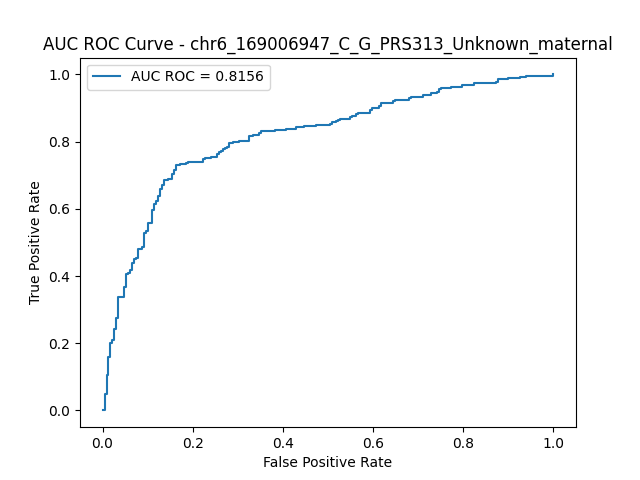 AUC ROC Curve - chr6_169006947_C_G_PRS313_Unknown_maternal
AUC ROC = 0.8156
1.0
0.8
0.6
0.4
0.2
0.0
True Positive Rate
0.0 0.2 0.4 0.6 0.8 1.0
False Positive Rate